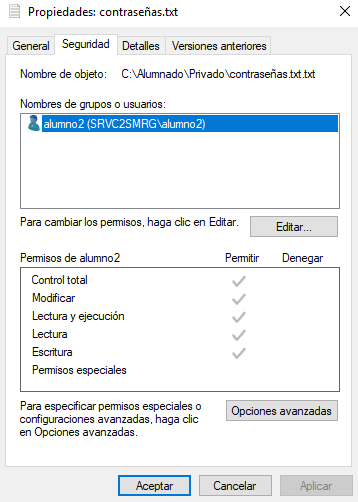 Propiedades: contraseñas.txt
General Seguridad Detalles Versiones anteriores
Nombre de objeto: C:\Alumnado\Privado\contraseñas.txt.txt
Nombres de grupos o usuarios:
alumno2 (SRVC2SMRG\alumno2)
Para cambiar los permisos, haga clic en Editar. Editar...
Permisos de alumno2 Permitir Denegar
Control total
Modificar
Lectura y ejecución
Lectura
Escritura
Permisos especiales
Para especificar permisos especiales o
configuraciones avanzadas, haga clic
en Opciones avanzadas.
Opciones avanzadas
Aceptar Cancelar Aplicar